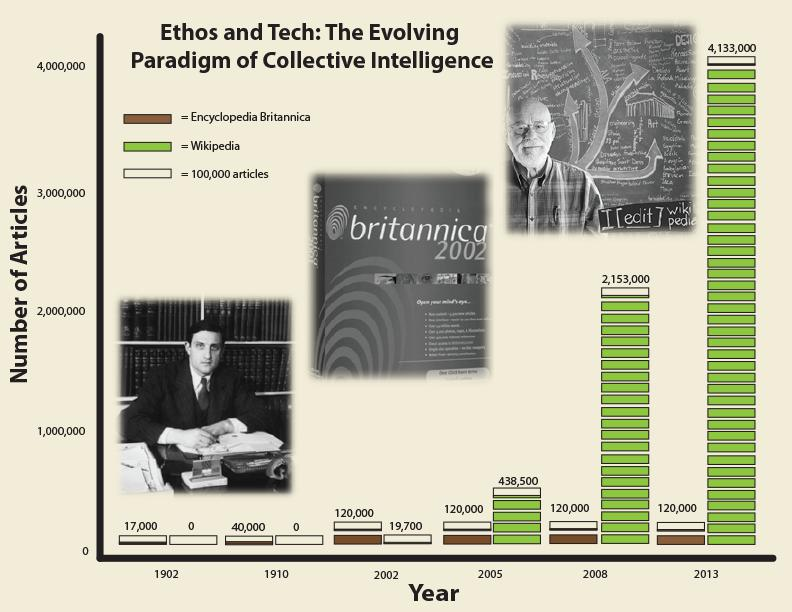 Ethos and Tech: The Evolving
Paradigm of Collective Intelligence
= Encyclopedia Britannica
= Wikipedia
= 100,000 articles
Number of Articles
4,000,000
3,000,000
2,000,000
1,000,000
0
ENCYCLOPÆDIA
britannica
2002
Open your mind's eye...
I [edit] wiki
pedia
Art
4,133,000
2,153,000
438,500
17,000
0
40,000
0
120,000
19,700
120,000
120,000
120,000
1902
1910
2002
2005
2008
2013
Year